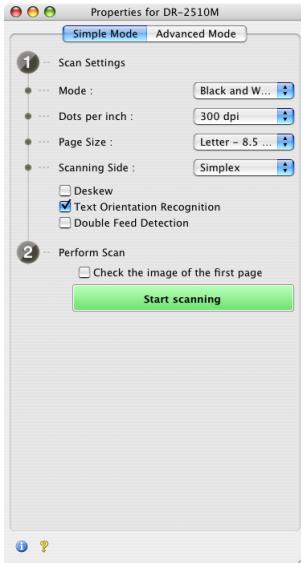 Properties for DR-2510M
Simple Mode Advanced Mode
1 Scan Settings
Mode : Black and W...
Dots per inch : 300 dpi
Page Size : Letter – 8.5 ...
Scanning Side : Simplex
Deskew
Text Orientation Recognition
Double Feed Detection
2 Perform Scan
Check the image of the first page
Start scanning